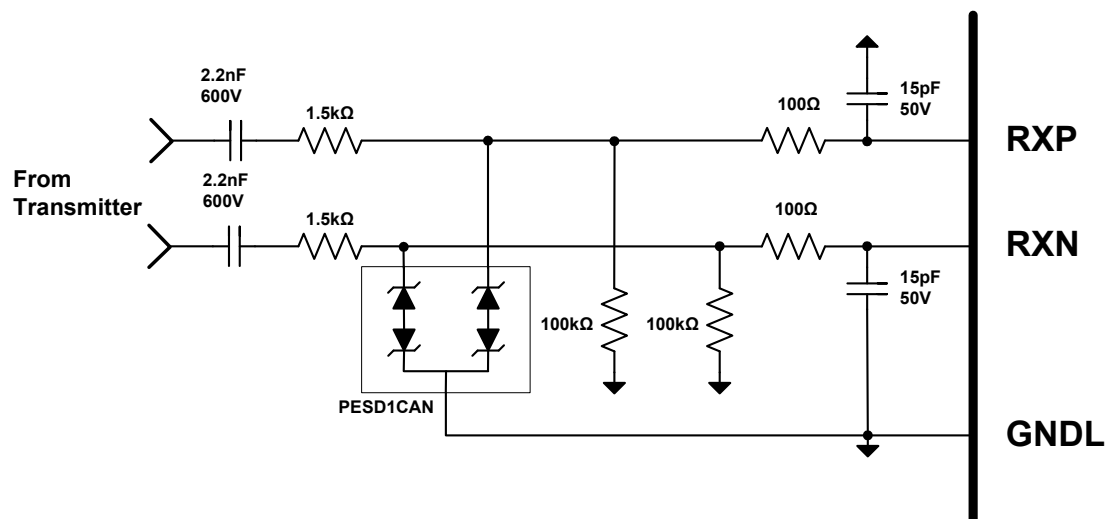 2.2nF
600V
1.5kΩ
100Ω
15pF
50V
RXP
From
Transmitter
2.2nF
600V
1.5kΩ
100Ω
RXN
15pF
50V
100kΩ
100kΩ
PESD1CAN
GNDL